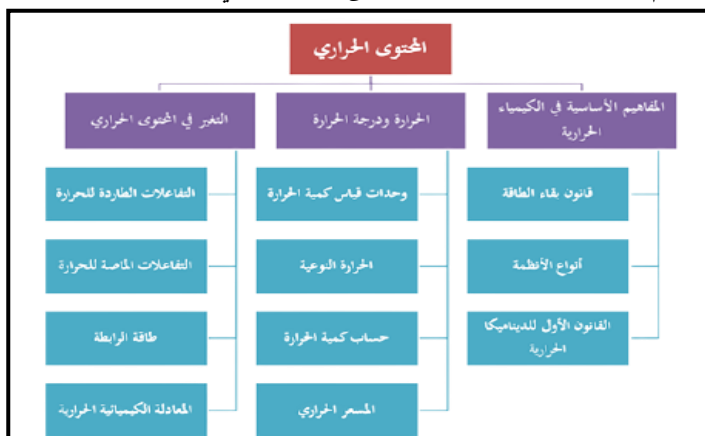 المحتوى الحراري
المفاهيم الأساسية في الكيمياء
الحرارية
قانون بقاء الطاقة
أنواع الأنظمة
القانون الأول للديناميكا
الحرارية
الحرارة ودرجة الحرارة
وحدات قياس كمية الحرارة
الحرارة النوعية
حساب كمية الحرارة
المسعر الحراري
التغير في المحتوى الحراري
التفاعلات الطاردة للحرارة
التفاعلات الماصة للحرارة
طاقة الرابطة
المعادلة الكيميائية الحرارية